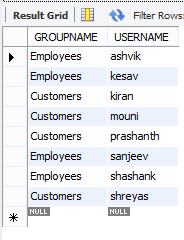 Result Grid Filter Rows:
GROUPNAME USERNAME
Employees ashvik
Employees kesav
Customers kiran
Customers mouni
Customers prashanth
Employees sanjeev
Employees shashank
Customers shreyas
NULL NULL